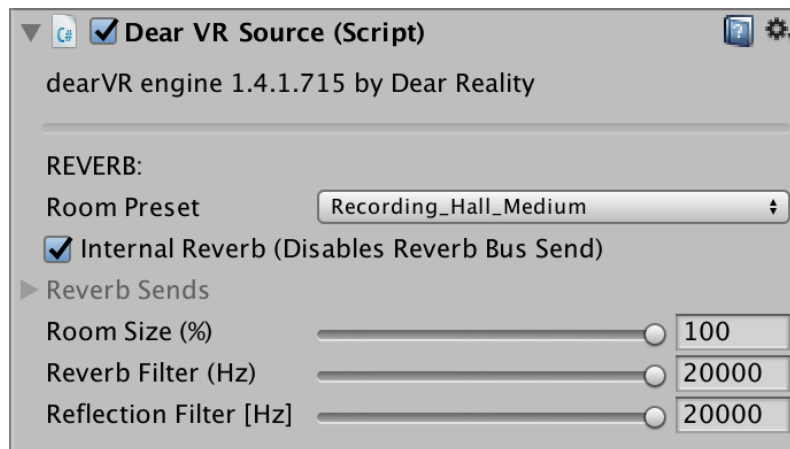 C# Dear VR Source (Script)
dearVR engine 1.4.1.715 by Dear Reality
REVERB:
Room Preset Recording_Hall_Medium
Internal Reverb (Disables Reverb Bus Send)
Reverb Sends
Room Size (%) 100
Reverb Filter (Hz) 20000
Reflection Filter [Hz] 20000